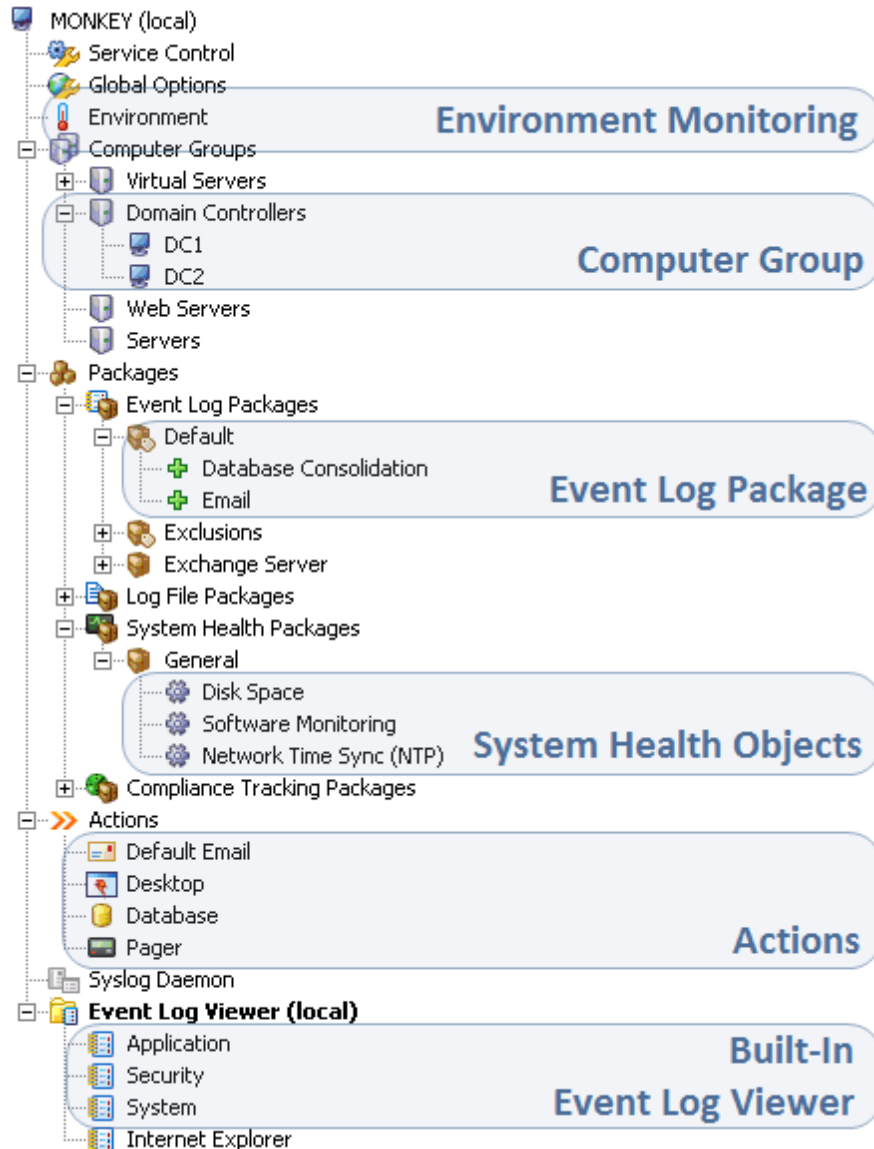 MONKEY (local)
Service Control
Global Options
Environment
Environment Monitoring
Computer Groups
Virtual Servers
Domain Controllers
DC1
Computer Group
DC2
Web Servers
Servers
Packages
Event Log Packages
Default
Database Consolidation
Event Log Package
Email
Exclusions
Exchange Server
Log File Packages
System Health Packages
General
Disk Space
Software Monitoring
Network Time Sync (NTP)
System Health Objects
Compliance Tracking Packages
Actions
Default Email
Desktop
Database
Pager
Actions
Syslog Daemon
Event Log Viewer (local)
Application
Security
System
Built-In
Event Log Viewer
Internet Explorer